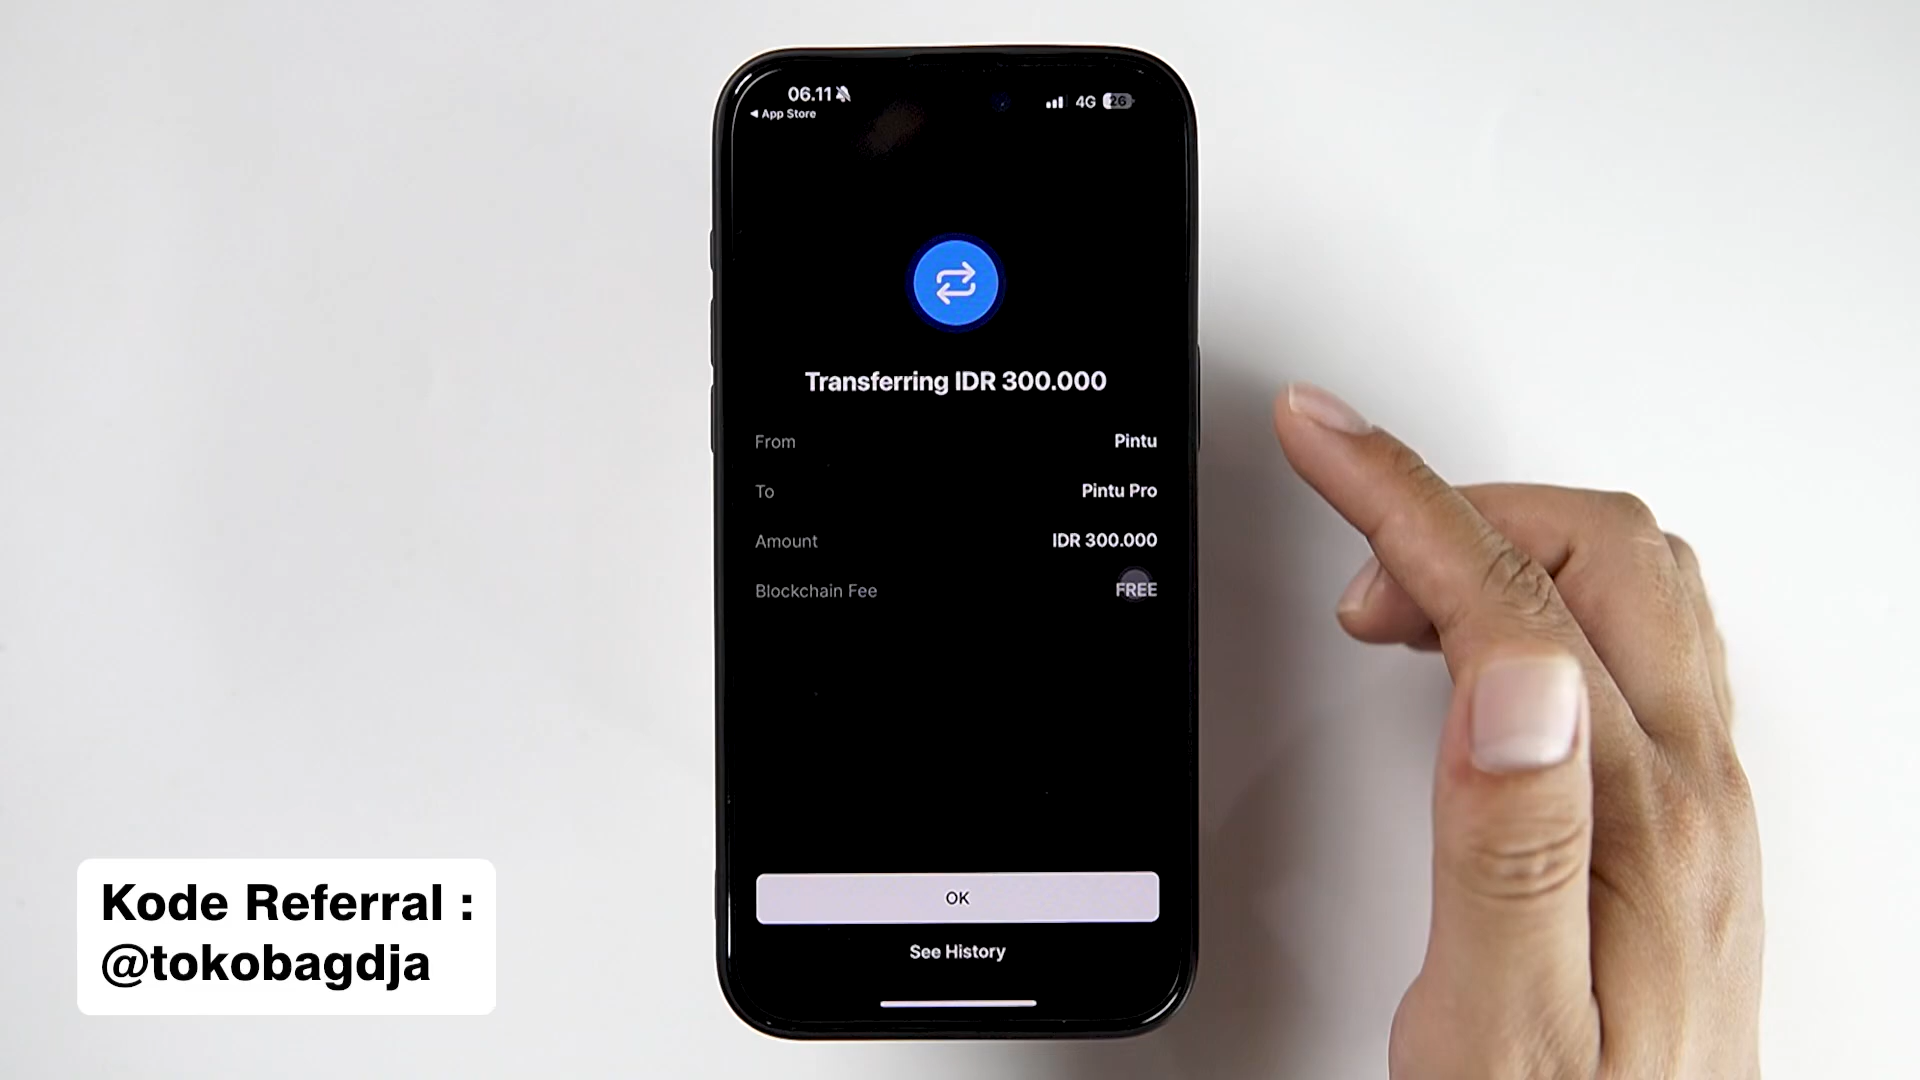 06.11
4G 26
◀ App Store
Transferring IDR 300.000
From Pintu
To Pintu Pro
Amount IDR 300.000
Blockchain Fee FREE
OK
See History
Kode Referral :
@tokobagdja